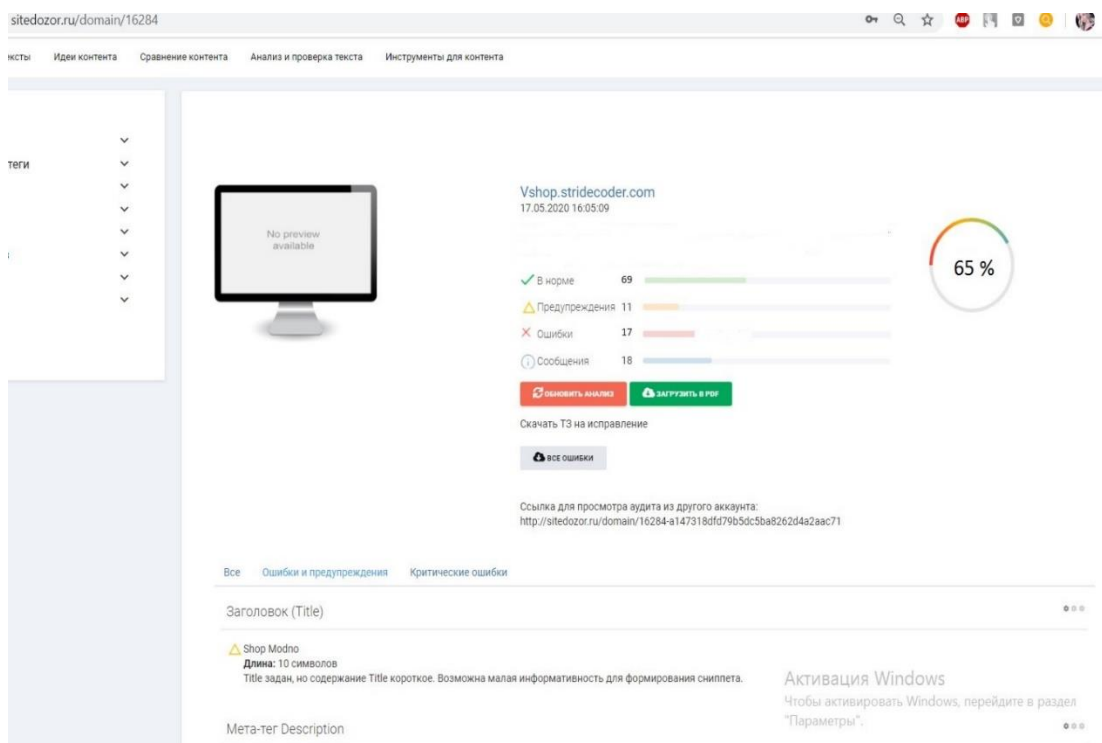 sitedozor.ru/domain/16284
ABP
ексты Идеи контента Сравнение контента Анализ и проверка текста Инструменты для контента
теги
No preview
available
Vshop.stridecoder.com
17.05.2020 16:05:09
65 %
В норме 69
Предупреждения 11
Ошибки 17
Сообщения 18
ОБНОВИТЬ АНАЛИЗ ЗАГРУЗИТЬ В PDF
Скачать ТЗ на исправление
ВСЕ ОШИБКИ
Ссылка для просмотра аудита из другого аккаунта:
http://sitedozor.ru/domain/16284-a147318dfd79b5dc5ba8262d4a2aac71
Все Ошибки и предупреждения Критические ошибки
Заголовок (Title)
Shop Modno
Длина: 10 символов
Title задан, но содержание Title короткое. Возможна малая информативность для формирования сниппета.
Активация Windows
Чтобы активировать Windows, перейдите в раздел
"Параметры".
Мета-тег Description